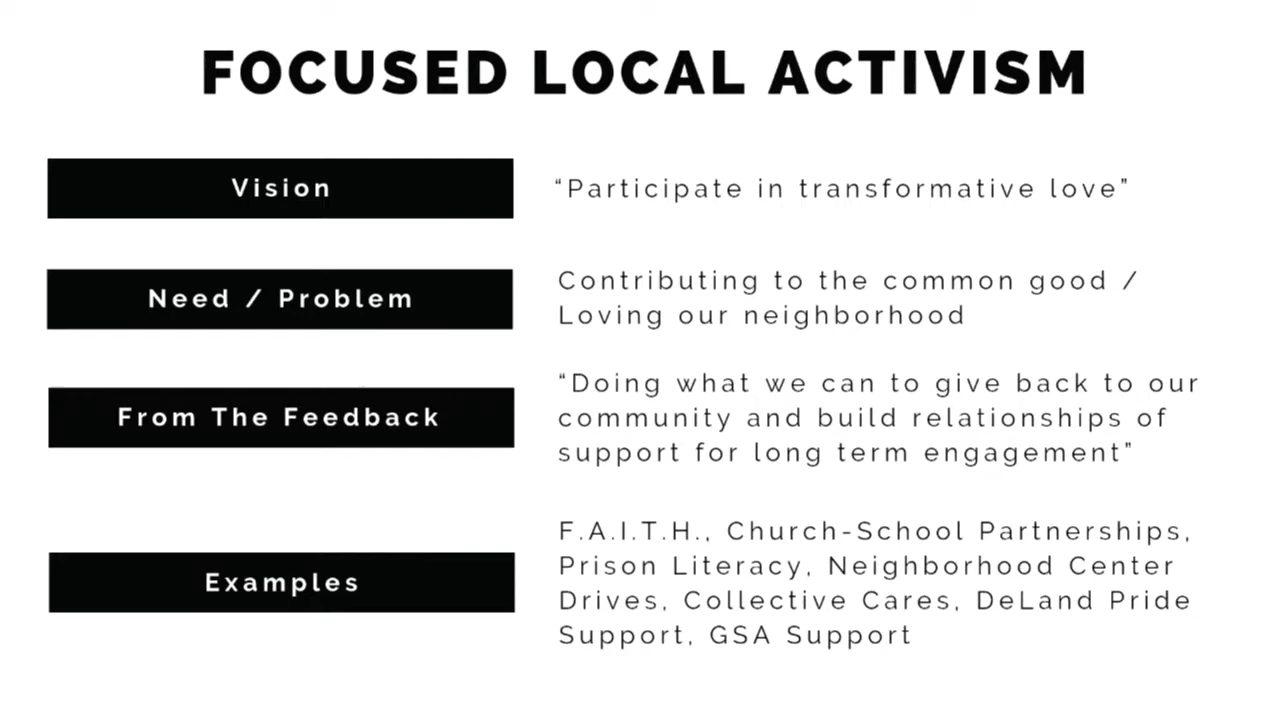 FOCUSED LOCAL ACTIVISM
Vision
“Participate in transformative love”
Need / Problem
Contributing to the common good /
Loving our neighborhood
From The Feedback
“Doing what we can to give back to our
community and build relationships of
support for long term engagement”
Examples
F.A.I.T.H., Church-School Partnerships,
Prison Literacy, Neighborhood Center
Drives, Collective Cares, DeLand Pride
Support, GSA Support